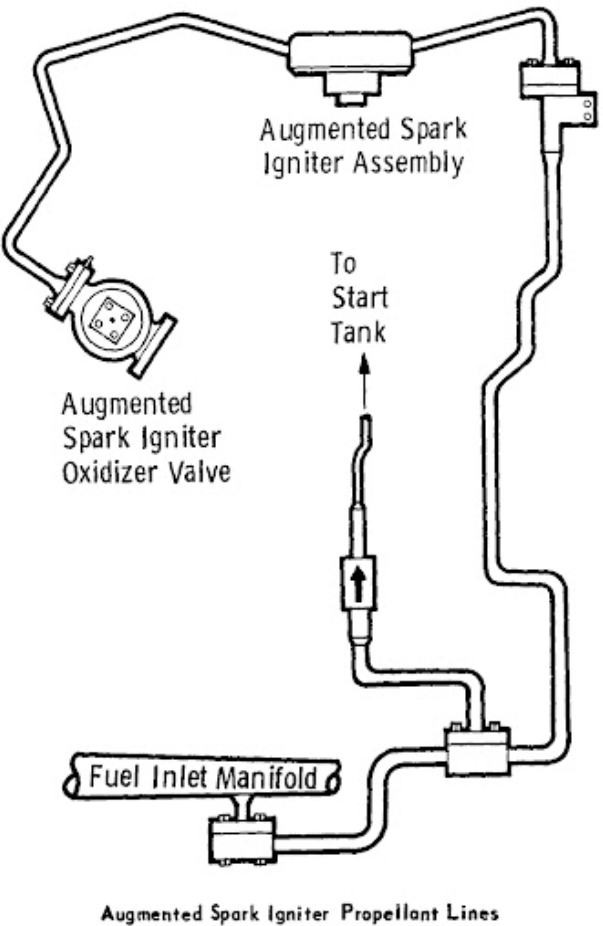 Augmented Spark
Igniter Assembly
To
Start
Tank
Augmented
Spark Igniter
Oxidizer Valve
Fuel Inlet Manifold
Augmented Spark Igniter Propellant Lines